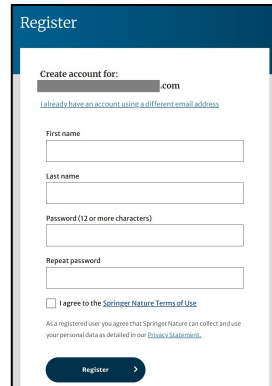 Register
Create account for:
.com
I already have an account using a different email address
First name
Last name
Password (12 or more characters)
Repeat password
I agree to the Springer Nature Terms of Use
As a registered user you agree that Springer Nature can collect and use
your personal data as detailed in our Privacy Statement.
Register